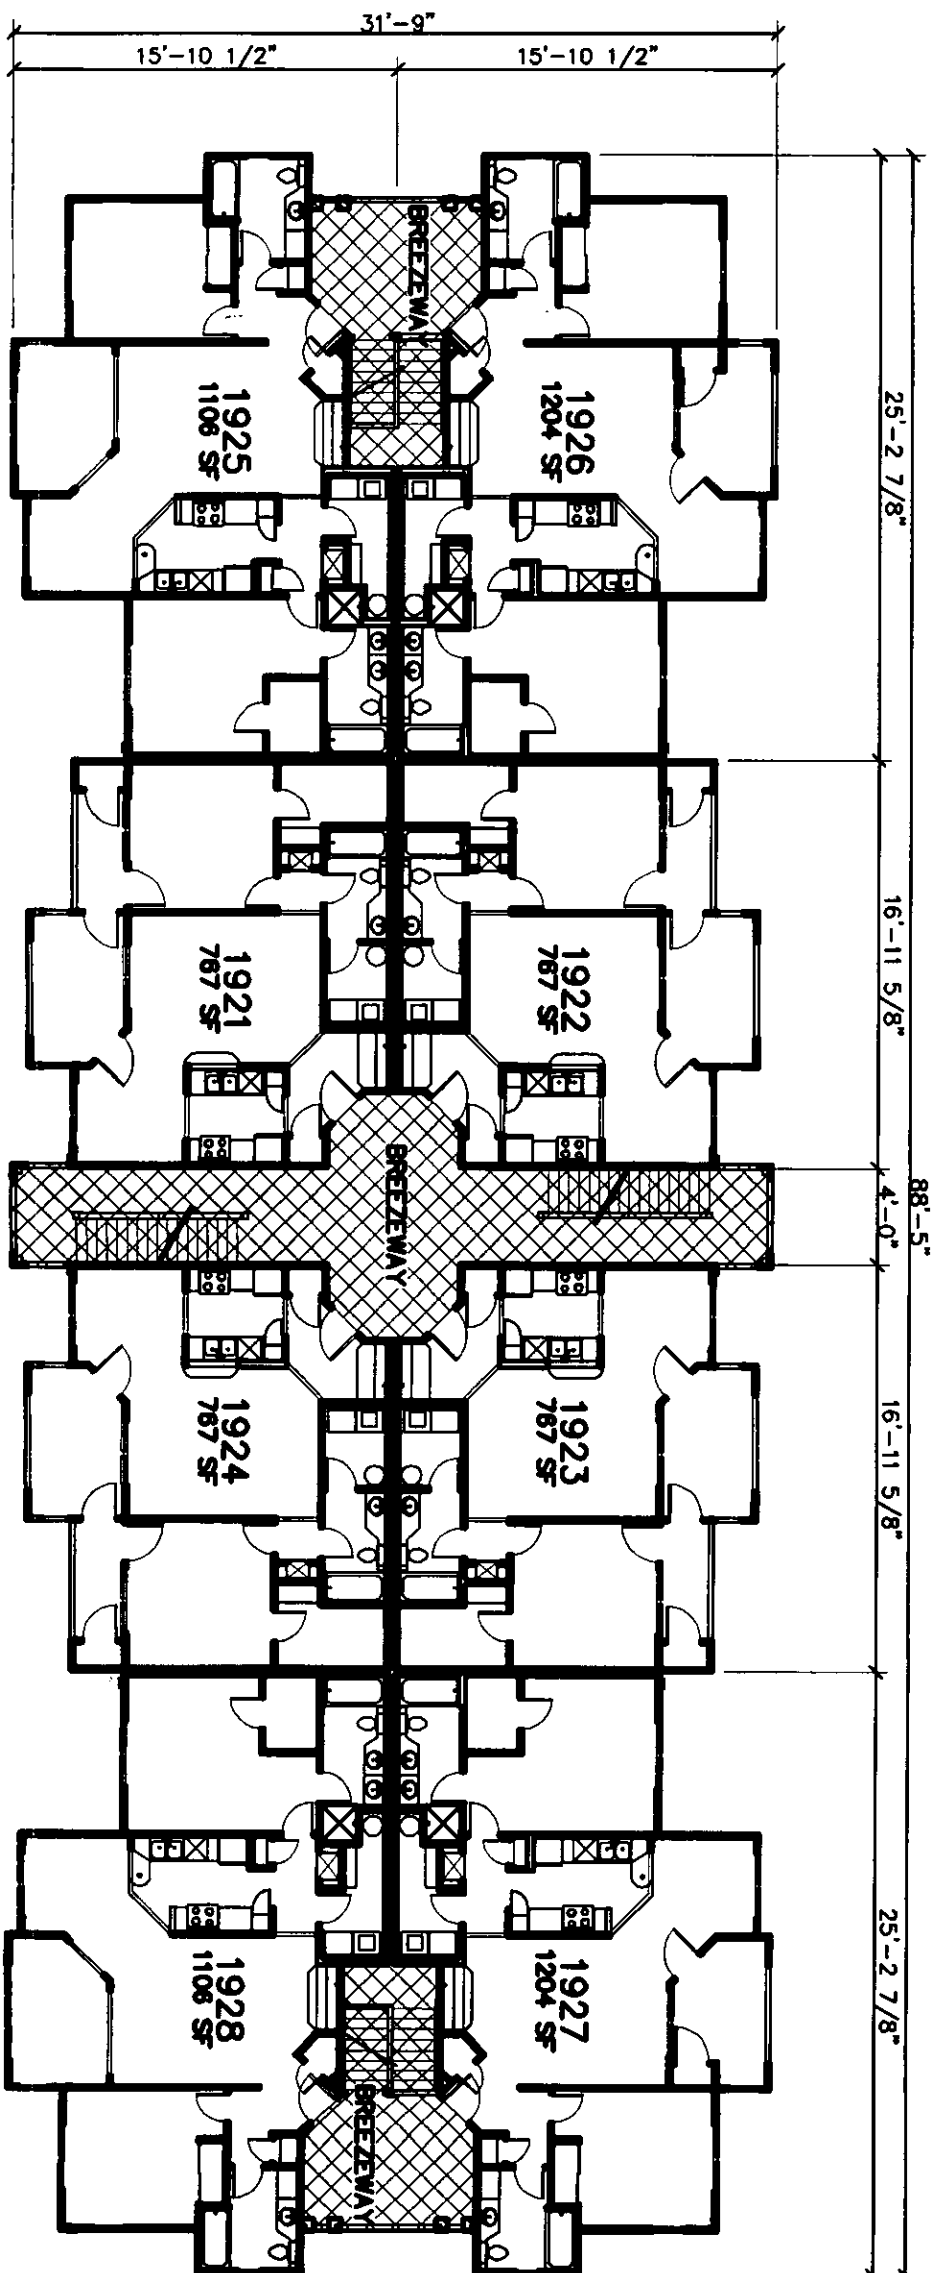 31'-9"
15'-10 1/2"
15'-10 1/2"
BREEZEWAY
25'-2 7/8"
1925
1106 SF
1926
1204 SF
16'-11 5/8"
1921
767 SF
1922
767 SF
BREEZEWAY
4'-0"
88'-5"
1924
767 SF
1923
767 SF
16'-11 5/8"
1928
1106 SF
1927
1204 SF
25'-2 7/8"
BREEZEWAY